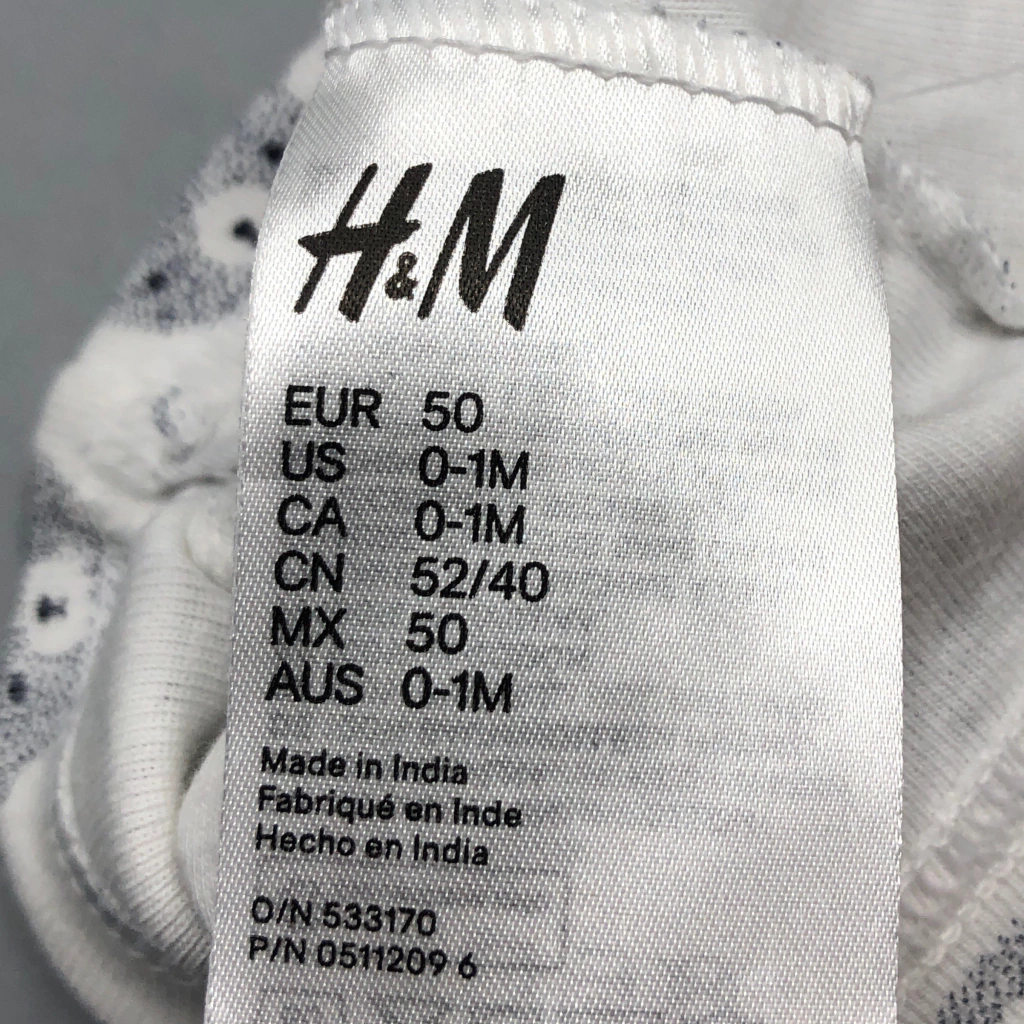 H&M
EUR 50
US 0-1M
CA 0-1M
CN 52/40
MX 50
AUS 0-1M
Made in India
Fabriqué en Inde
Hecho en India
O/N 533170
P/N 0511209 6